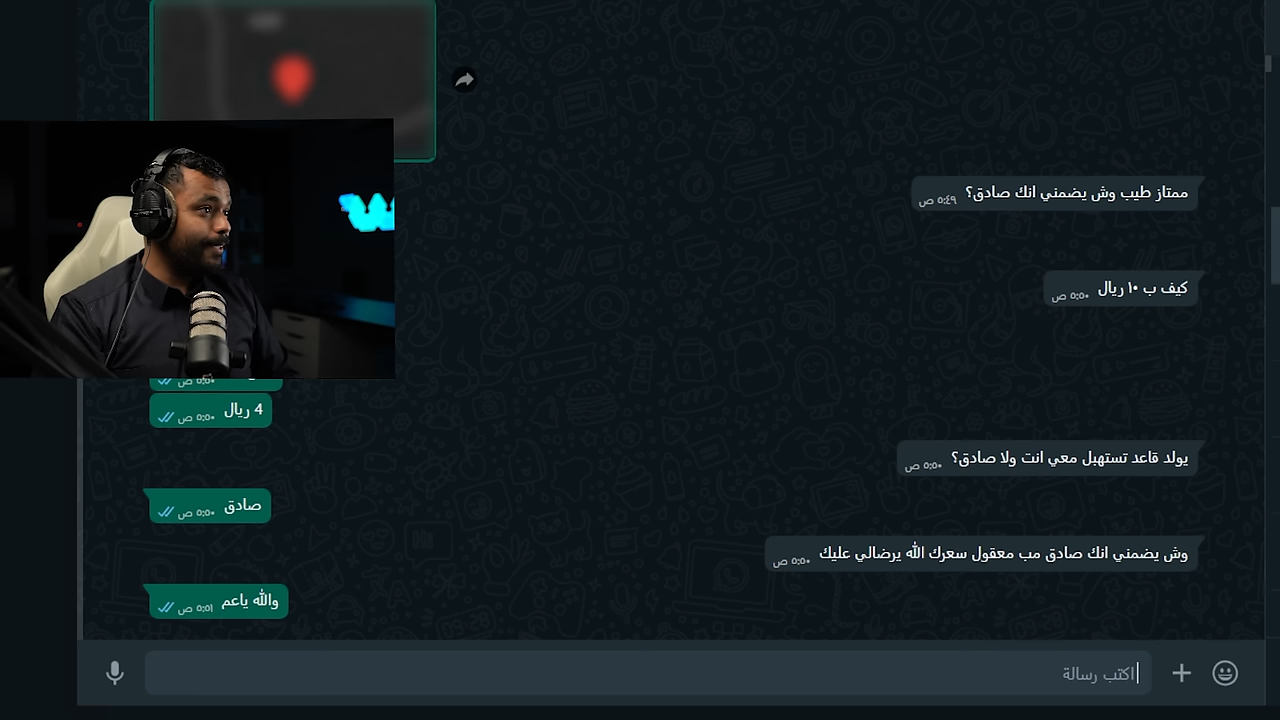 ممتاز طيب وش يضمني انك صادق؟ ٥:٤٩ ص
كيف ب ١٠ ريال ٥:٥٠ ص
٥:٥٠ ص
4 ريال ٥:٥٠ ص
يولد قاعد تستهبل معي انت ولا صادق؟ ٥:٥٠ ص
صادق ٥:٥٠ ص
وش يضمني انك صادق مب معقول سعرك الله يرضالي عليك ٥:٥٠ ص
والله ياعم ٥:٥١ ص
اكتب رسالة